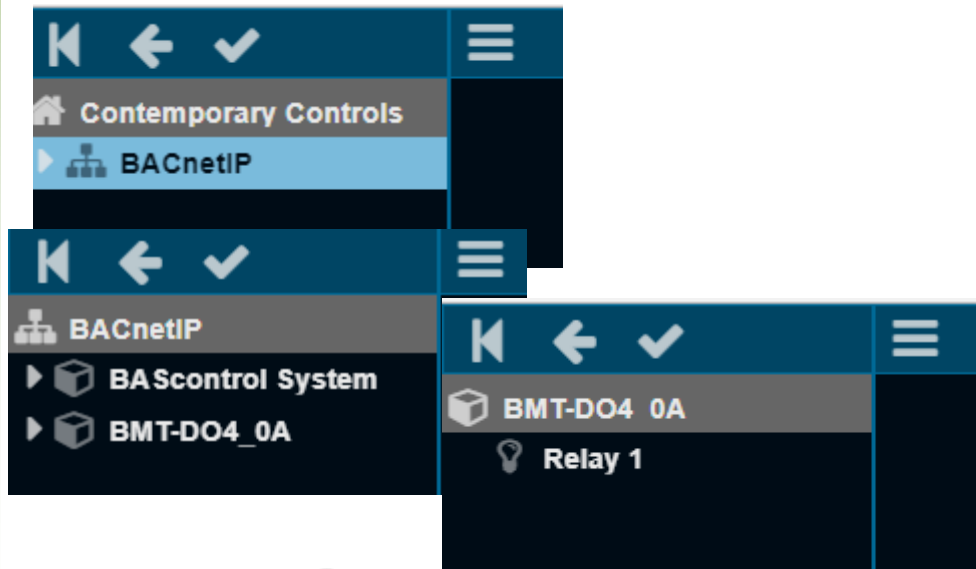 Contemporary Controls
BACnetIP
BACnetIP
BAScontrol System
BMT-DO4_0A
BMT-DO4 0A
Relay 1